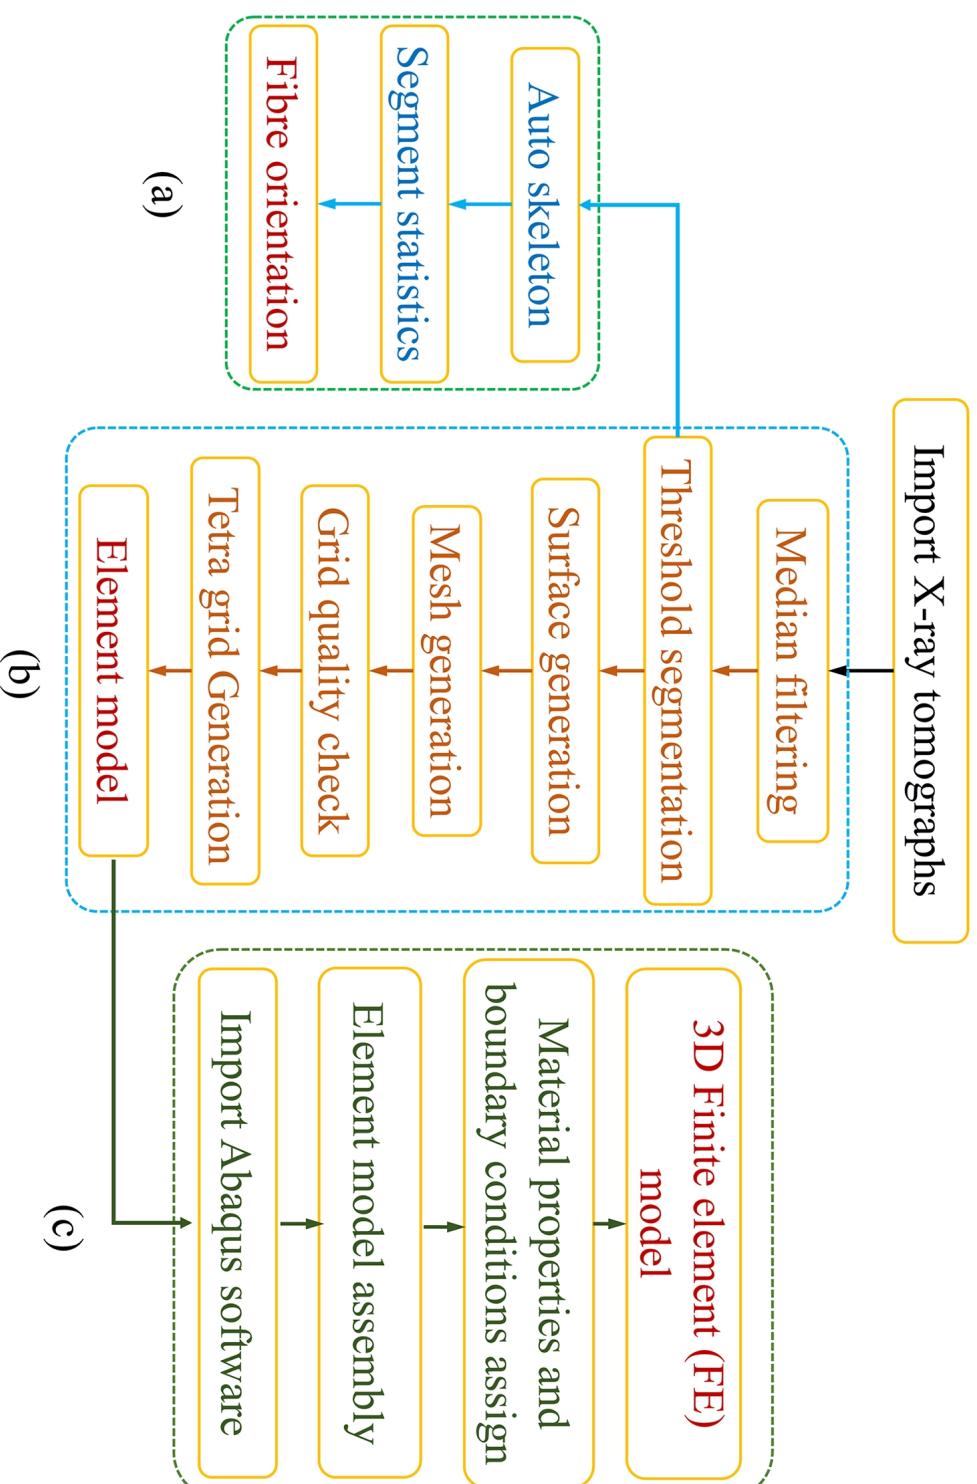 Import X-ray tomographs
Auto skeleton
Segment statistics
Fibre orientation
(a)
Median filtering
Threshold segmentation
Surface generation
Mesh generation
Grid quality check
Tetra grid Generation
Element model
(b)
3D Finite element (FE)
model
Material properties and
boundary conditions assign
Element model assembly
Import Abaqus software
(c)